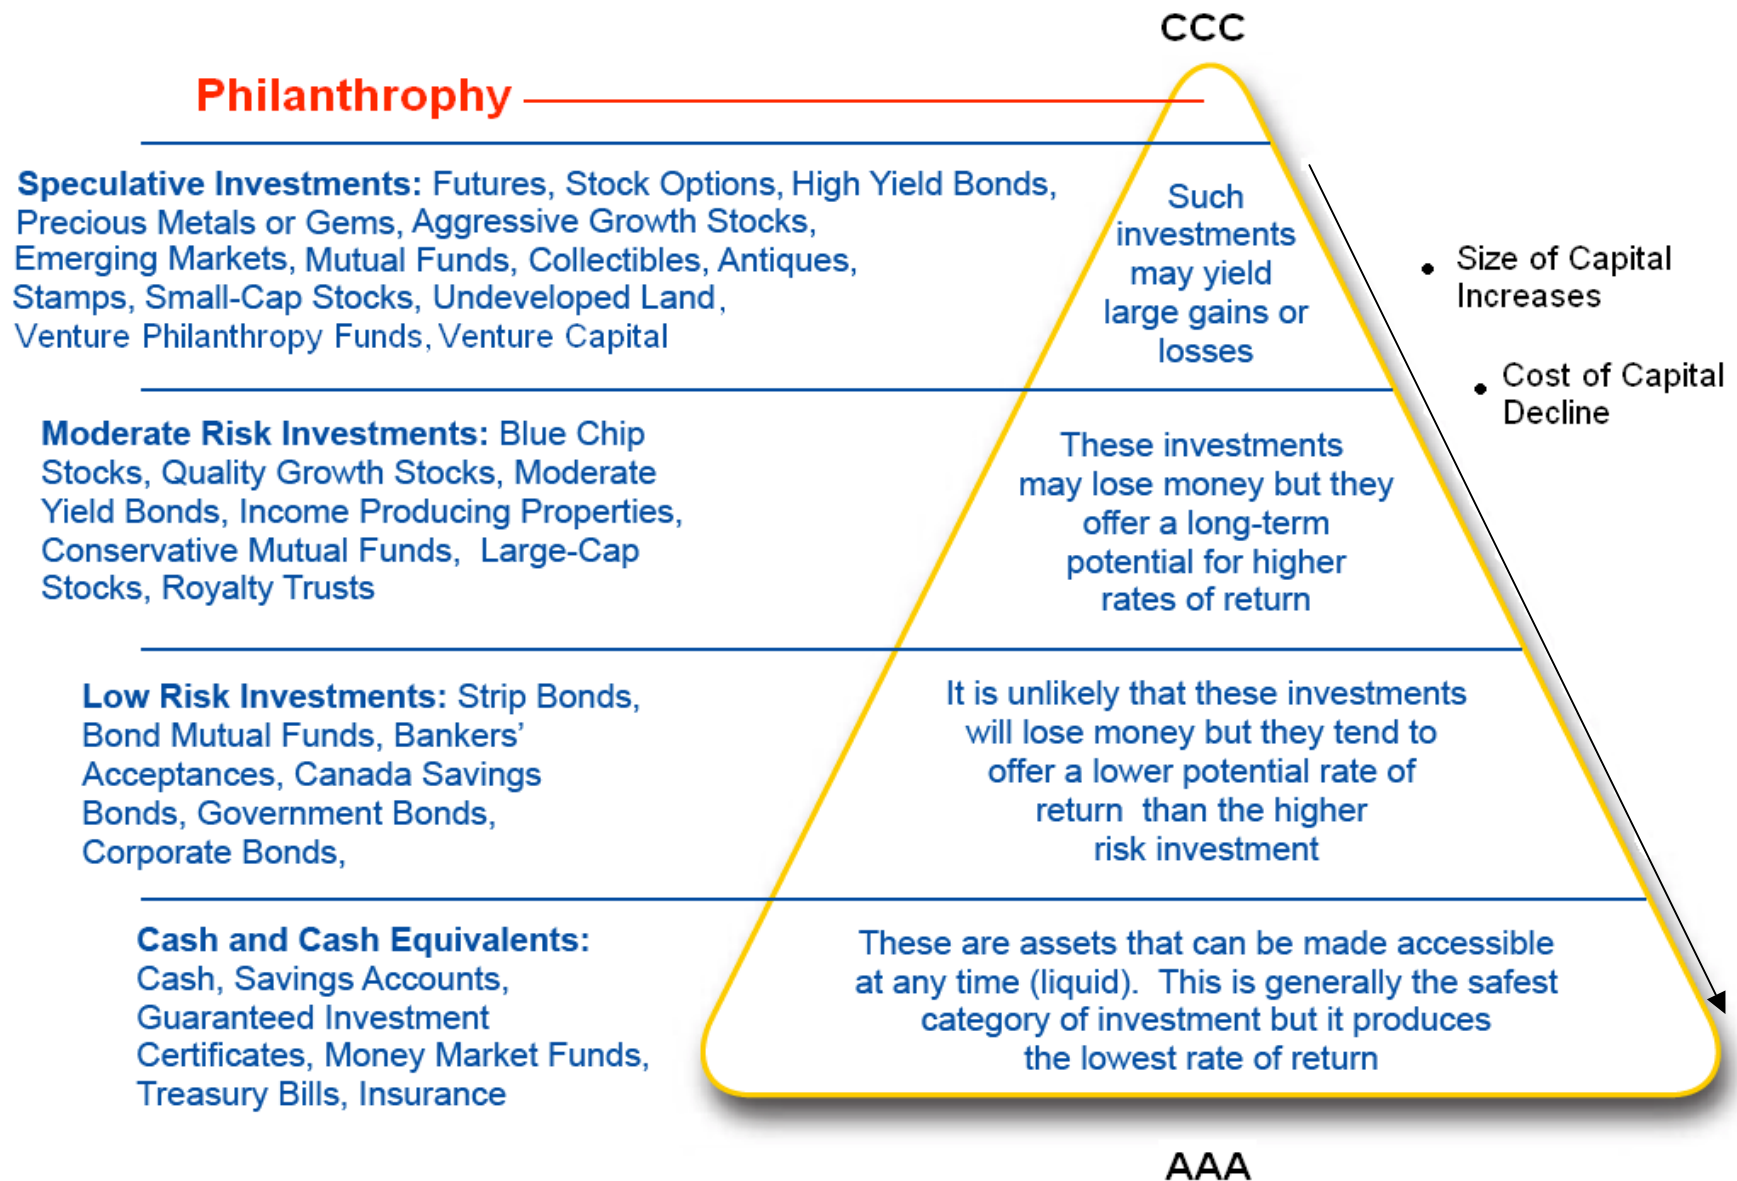 CCC
Philanthrophy
Speculative Investments: Futures, Stock Options, High Yield Bonds,
Precious Metals or Gems, Aggressive Growth Stocks,
Emerging Markets, Mutual Funds, Collectibles, Antiques,
Stamps, Small-Cap Stocks, Undeveloped Land,
Venture Philanthropy Funds, Venture Capital
Such
investments
may yield
large gains or
losses
• Size of Capital
Increases
• Cost of Capital
Decline
Moderate Risk Investments: Blue Chip
Stocks, Quality Growth Stocks, Moderate
Yield Bonds, Income Producing Properties,
Conservative Mutual Funds, Large-Cap
Stocks, Royalty Trusts
These investments
may lose money but they
offer a long-term
potential for higher
rates of return
Low Risk Investments: Strip Bonds,
Bond Mutual Funds, Bankers’
Acceptances, Canada Savings
Bonds, Government Bonds,
Corporate Bonds,
It is unlikely that these investments
will lose money but they tend to
offer a lower potential rate of
return than the higher
risk investment
Cash and Cash Equivalents:
Cash, Savings Accounts,
Guaranteed Investment
Certificates, Money Market Funds,
Treasury Bills, Insurance
These are assets that can be made accessible
at any time (liquid). This is generally the safest
category of investment but it produces
the lowest rate of return
AAA